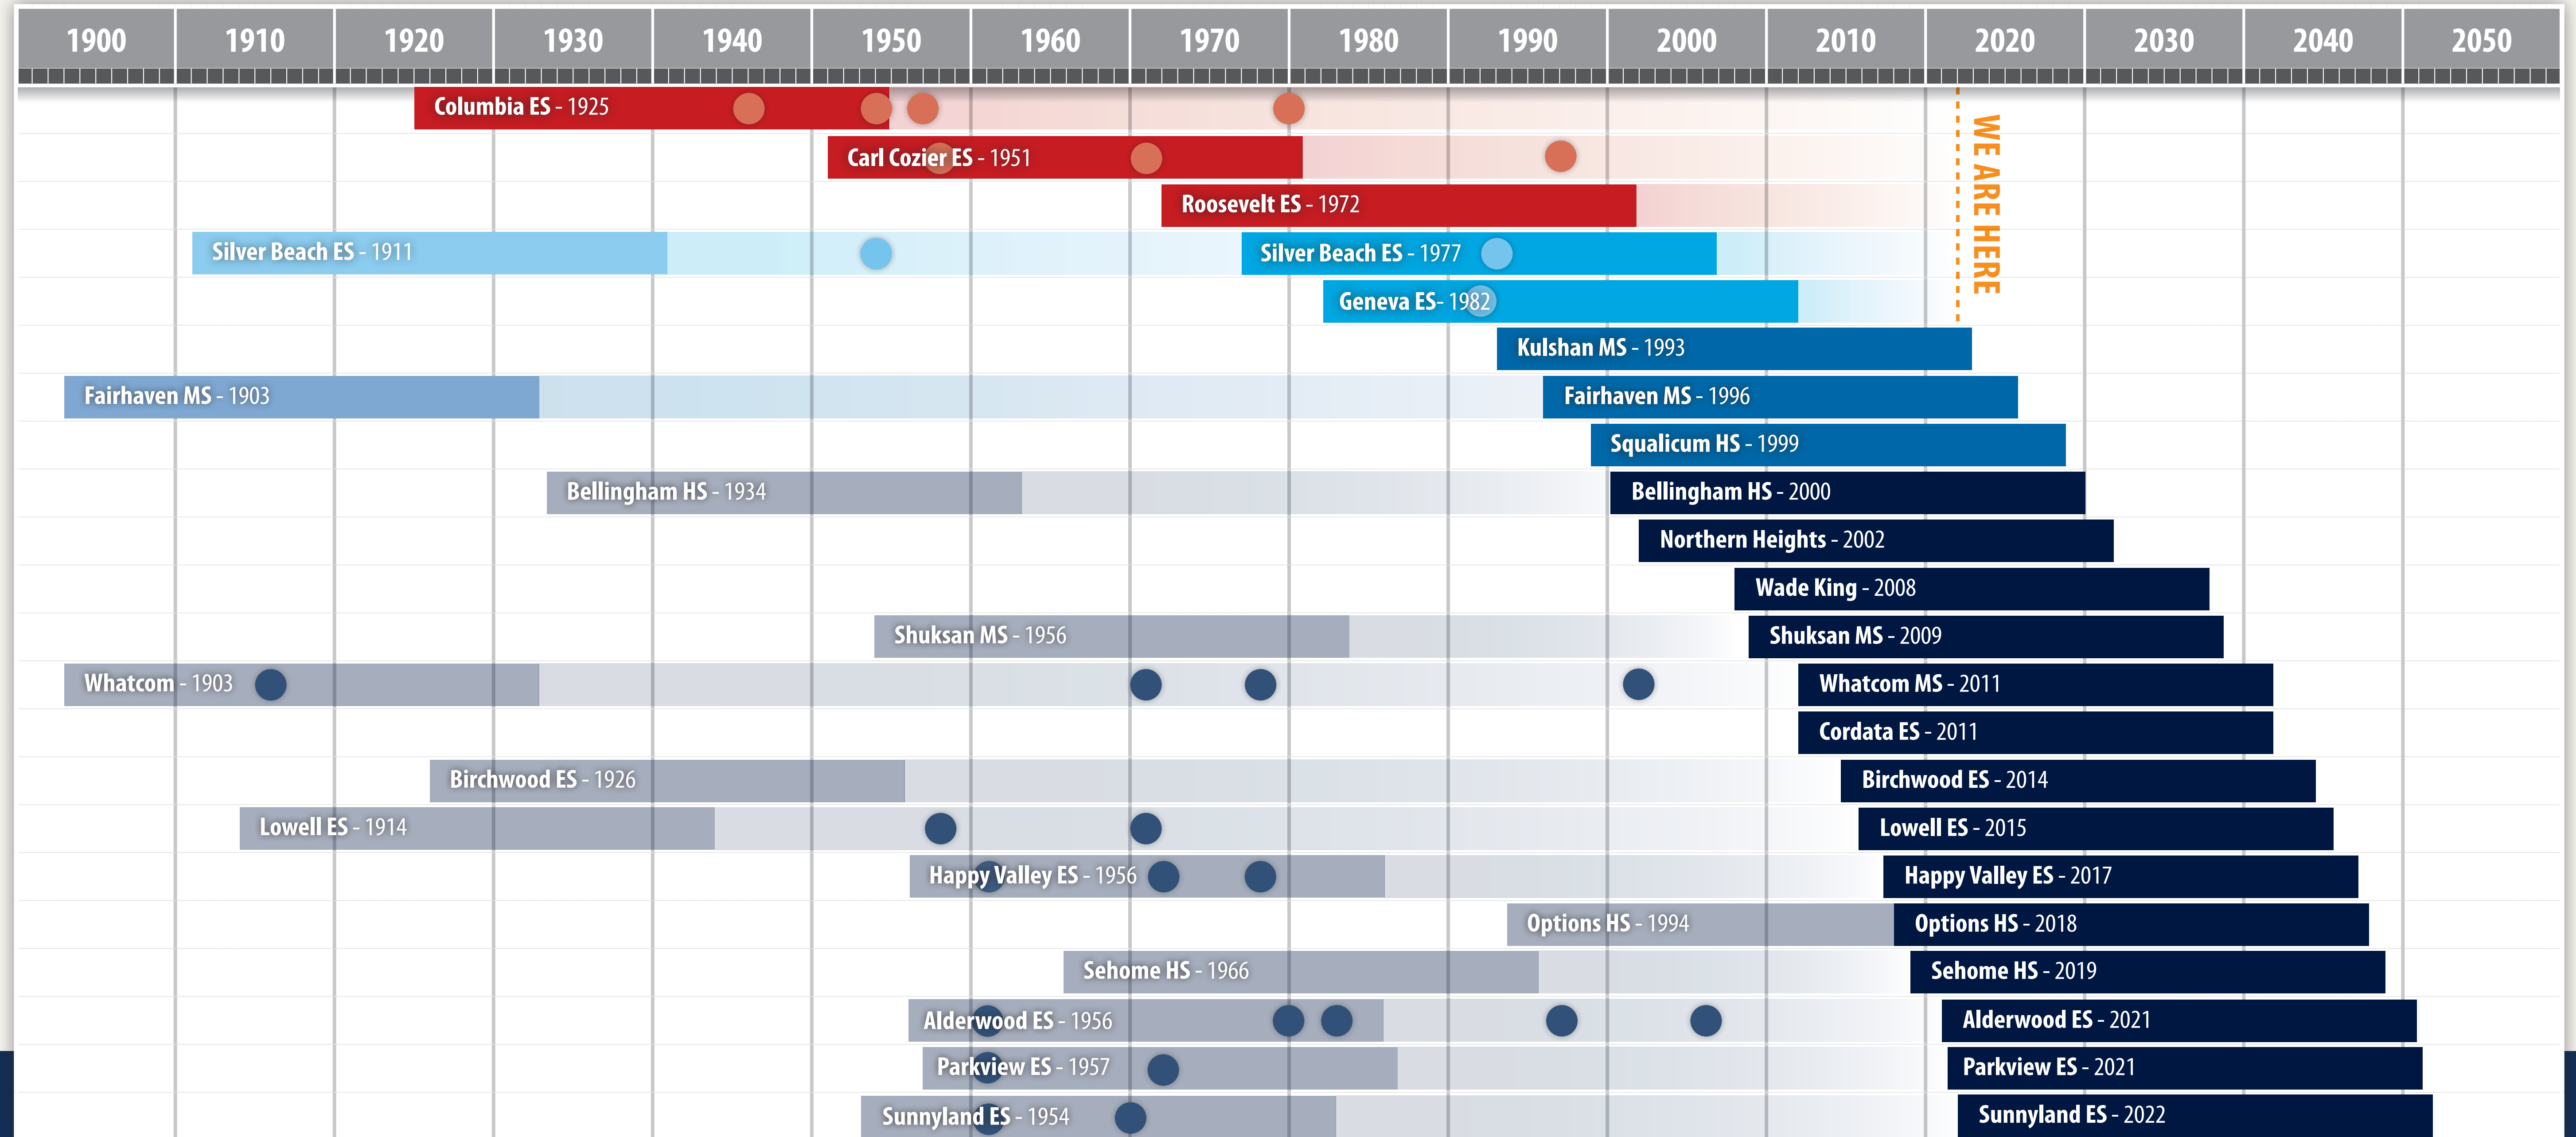 1900 1910 1920 1930 1940 1950 1960 1970 1980 1990 2000 2010 2020 2030 2040 2050
Columbia ES - 1925
WE ARE HERE
Carl Cozier ES - 1951
Roosevelt ES - 1972
Silver Beach ES - 1911 Silver Beach ES - 1977
Geneva ES- 1982
Kulshan MS - 1993
Fairhaven MS - 1903 Fairhaven MS - 1996
Squalicum HS - 1999
Bellingham HS - 1934 Bellingham HS - 2000
Northern Heights - 2002
Wade King - 2008
Shuksan MS - 1956 Shuksan MS - 2009
Whatcom - 1903 Whatcom MS - 2011
Cordata ES - 2011
Birchwood ES - 1926 Birchwood ES - 2014
Lowell ES - 1914 Lowell ES - 2015
Happy Valley ES - 1956 Happy Valley ES - 2017
Options HS - 1994 Options HS - 2018
Sehome HS - 1966 Sehome HS - 2019
Alderwood ES - 1956 Alderwood ES - 2021
Parkview ES - 1957 Parkview ES - 2021
Sunnyland ES - 1954 Sunnyland ES - 2022